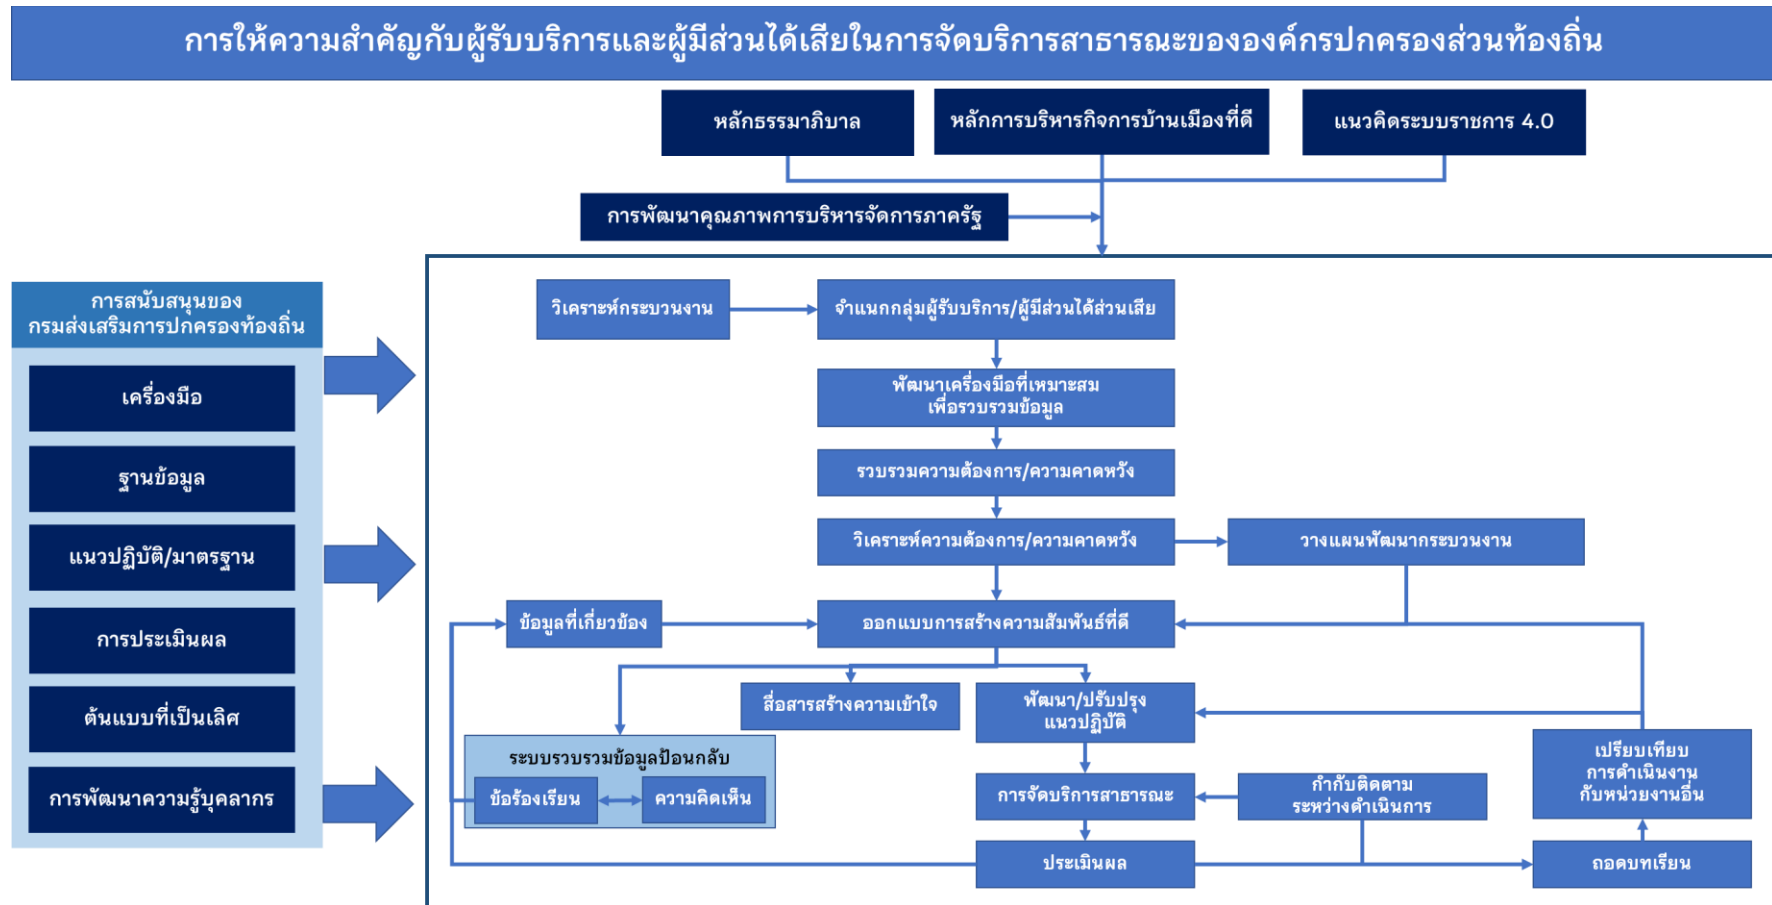 การให้ความสำคัญกับผู้รับบริการและผู้มีส่วนได้เสียในการจัดบริการสาธารณะขององค์กรปกครองส่วนท้องถิ่น
หลักธรรมาภิบาล
หลักการบริหารกิจการบ้านเมืองที่ดี
แนวคิดระบบราชการ 4.0
การพัฒนาคุณภาพการบริหารจัดการภาครัฐ
การสนับสนุนของ
กรมส่งเสริมการปกครองท้องถิ่น
เครื่องมือ
ฐานข้อมูล
แนวปฏิบัติ/มาตรฐาน
การประเมินผล
ต้นแบบที่เป็นเลิศ
การพัฒนาความรู้บุคลากร
วิเคราะห์กระบวนงาน
จำแนกกลุ่มผู้รับบริการ/ผู้มีส่วนได้ส่วนเสีย
พัฒนาเครื่องมือที่เหมาะสม
เพื่อรวบรวมข้อมูล
รวบรวมความต้องการ/ความคาดหวัง
วิเคราะห์ความต้องการ/ความคาดหวัง
วางแผนพัฒนากระบวนงาน
ข้อมูลที่เกี่ยวข้อง
ออกแบบการสร้างความสัมพันธ์ที่ดี
สื่อสารสร้างความเข้าใจ
พัฒนา/ปรับปรุง
แนวปฏิบัติ
ระบบรวบรวมข้อมูลป้อนกลับ
ข้อร้องเรียน
ความคิดเห็น
การจัดบริการสาธารณะ
กำกับติดตาม
ระหว่างดำเนินการ
เปรียบเทียบ
การดำเนินงาน
กับหน่วยงานอื่น
ประเมินผล
ถอดบทเรียน